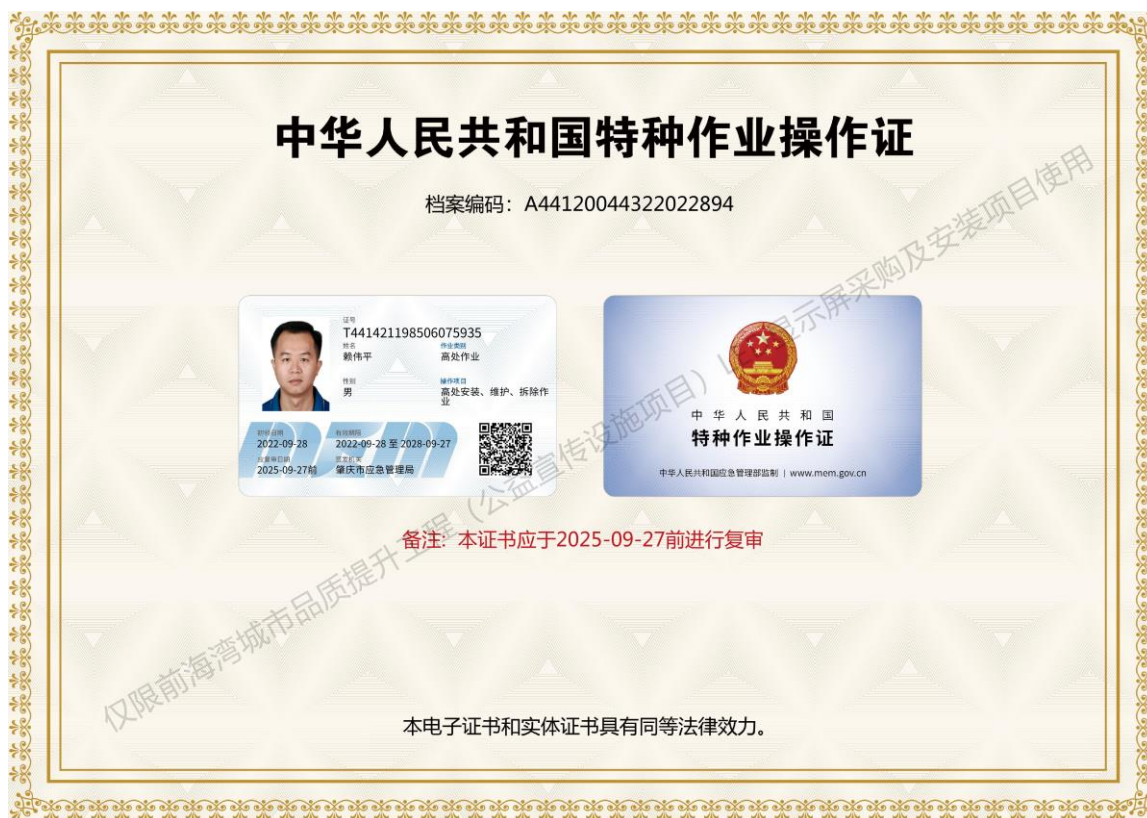 中华人民共和国特种作业操作证
档案编码：A44120044322022894
证号
T441421198506075935
姓名
赖伟平
作业类别
高处作业
性别
男
操作项目
高处安装、维护、拆除作
业
初领日期
2022-09-28
有效期限
2022-09-28 至 2028-09-27
应复审日期
2025-09-27前
签发机关
肇庆市应急管理局
中华人民共和国
特种作业操作证
中华人民共和国应急管理部监制 | www.mem.gov.cn
备注: 本证书应于2025-09-27前进行复审
本电子证书和实体证书具有同等法律效力。
仅限前海湾城市品质提升工程（公益宣传设施项目）L 显示屏采购及安装项目使用